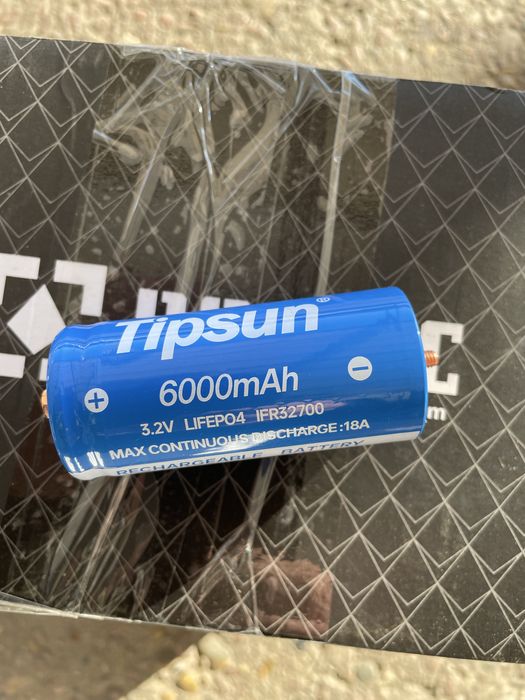 Tipsun®
6000mAh
3.2V LIFEPO4 IFR32700
MAX CONTINUOUS DISCHARGE:18A
RECHARGEABLE BATTERY